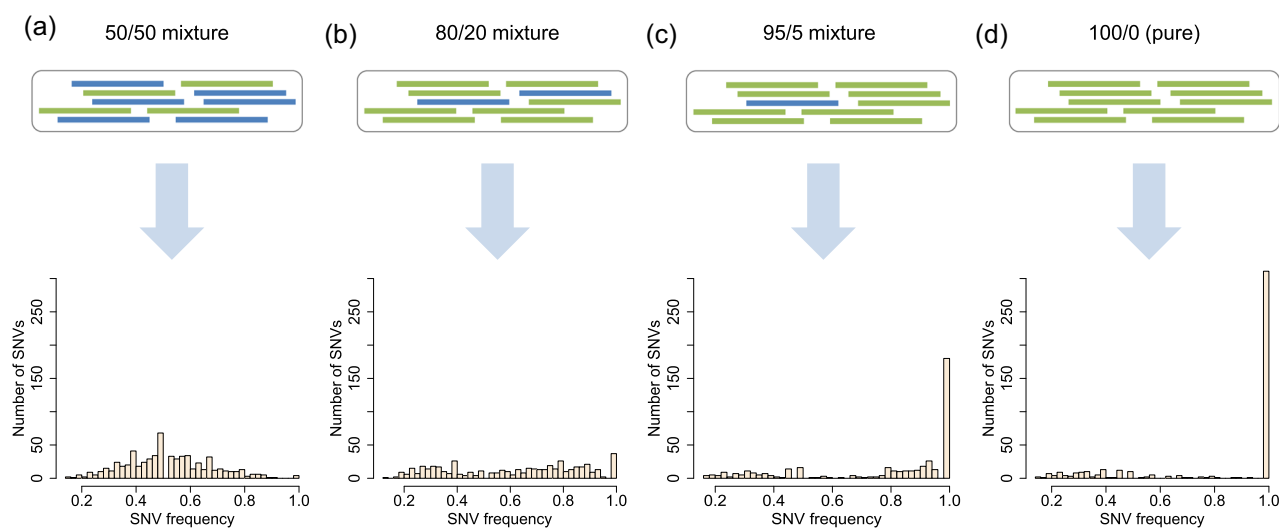 (a) 50/50 mixture
(b) 80/20 mixture
(c) 95/5 mixture
(d) 100/0 (pure)
Number of SNVs
0 50 150 250
0.2 0.4 0.6 0.8 1.0
SNV frequency
Number of SNVs
0 50 150 250
0.2 0.4 0.6 0.8 1.0
SNV frequency
Number of SNVs
0 50 150 250
0.2 0.4 0.6 0.8 1.0
SNV frequency
Number of SNVs
0 50 150 250
0.2 0.4 0.6 0.8 1.0
SNV frequency